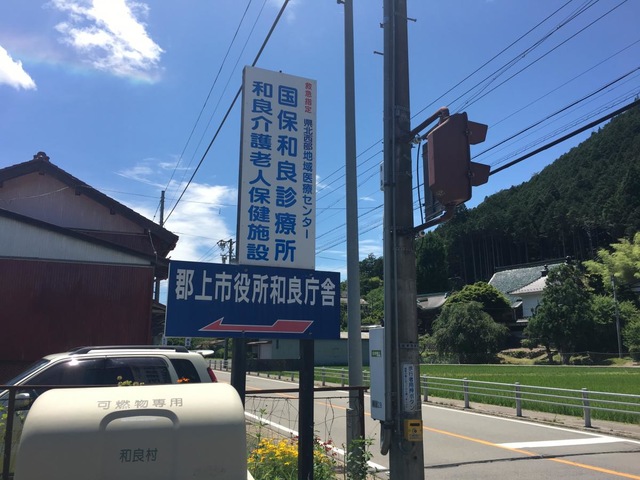 救急指定 県北西部地域医療センター
国保和良診療所
和良介護老人保健施設
郡上市役所和良庁舎
可燃物専用
和良村